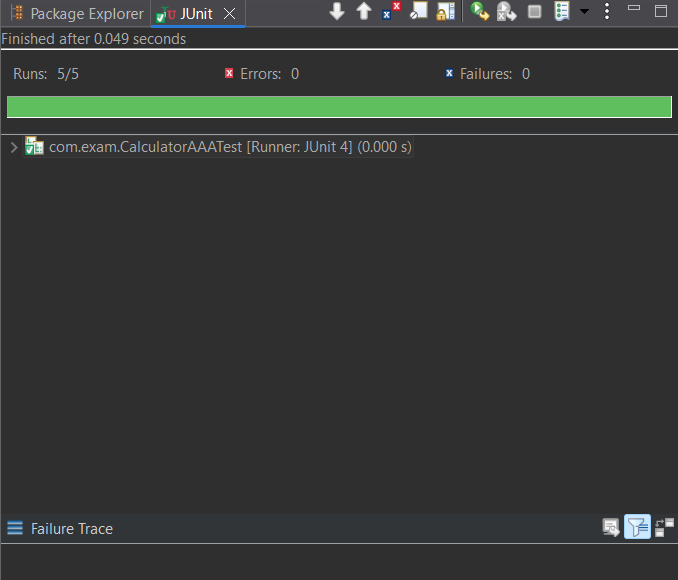 Package Explorer JUnit
Finished after 0.049 seconds
Runs: 5/5 Errors: 0 Failures: 0
com.exam.CalculatorAAATest [Runner: JUnit 4] (0.000 s)
Failure Trace